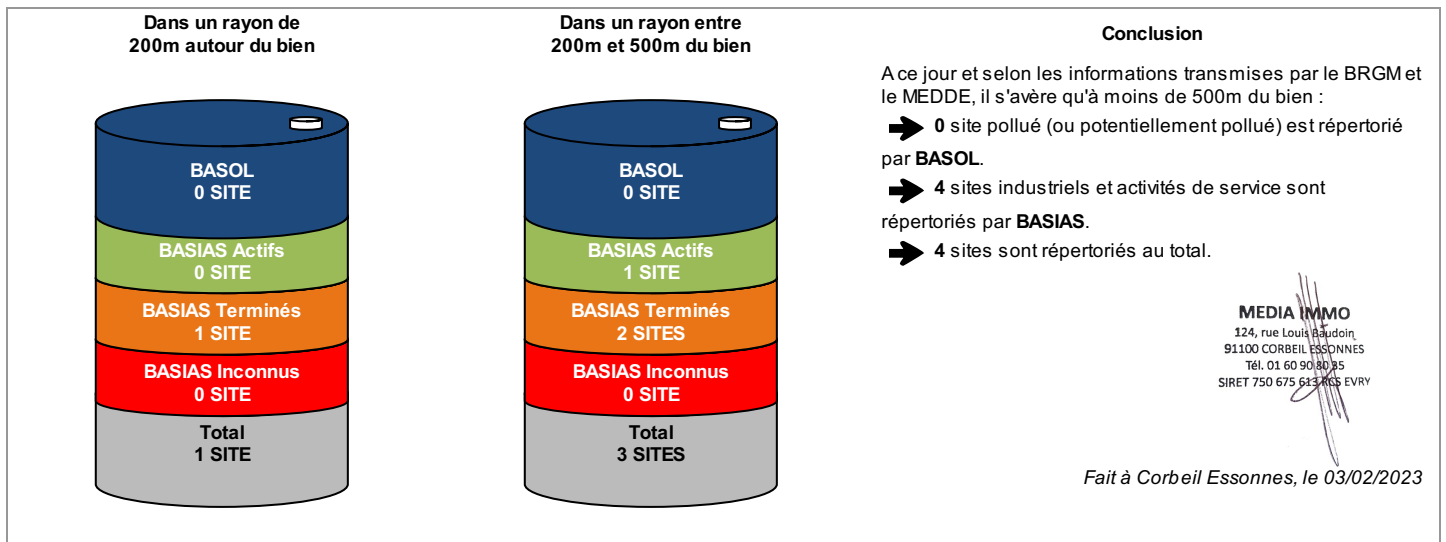 Dans un rayon de
200m autour du bien
BASOL
0 SITE
BASIAS Actifs
0 SITE
BASIAS Terminés
1 SITE
BASIAS Inconnus
0 SITE
Total
1 SITE
Dans un rayon entre
200m et 500m du bien
BASOL
0 SITE
BASIAS Actifs
1 SITE
BASIAS Terminés
2 SITES
BASIAS Inconnus
0 SITE
Total
3 SITES
Conclusion
A ce jour et selon les informations transmises par le BRGM et
le MEDDE, il s'avère qu'à moins de 500m du bien :
0 site pollué (ou potentiellement pollué) est répertorié
par BASOL.
4 sites industriels et activités de service sont
répertoriés par BASIAS.
4 sites sont répertoriés au total.
MEDIA IMMO
124, rue Louis Baudoin
91100 CORBEIL ESSONNES
Tél. 01 60 90 80 85
SIRET 750 675 613 RCS EVRY
Fait à Corbeil Essonnes, le 03/02/2023